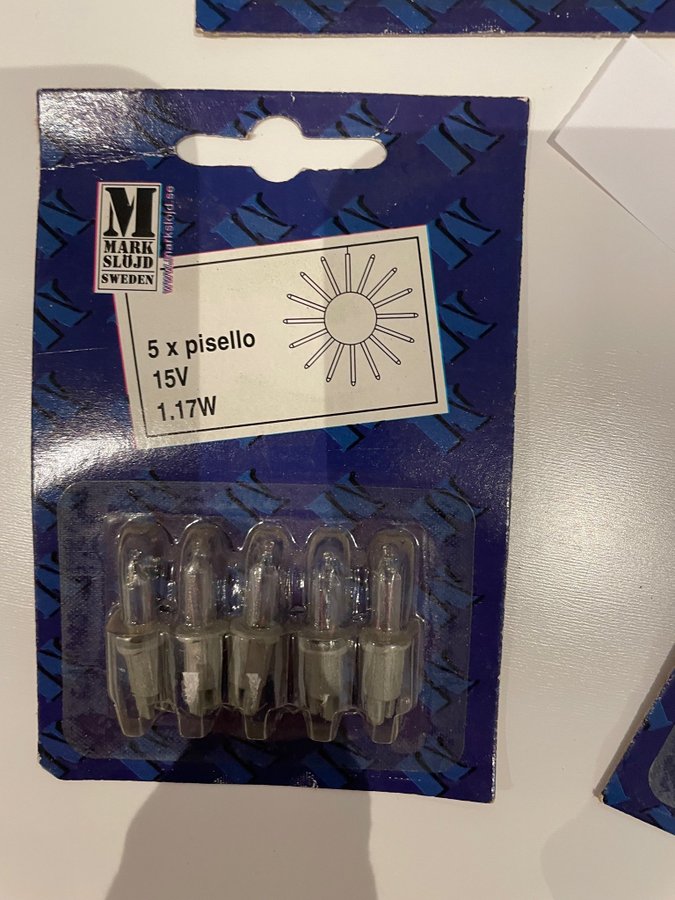 M
MARK
SLÖJD
SWEDEN
www.markslojd.se
5 x pisello
15V
1.17W